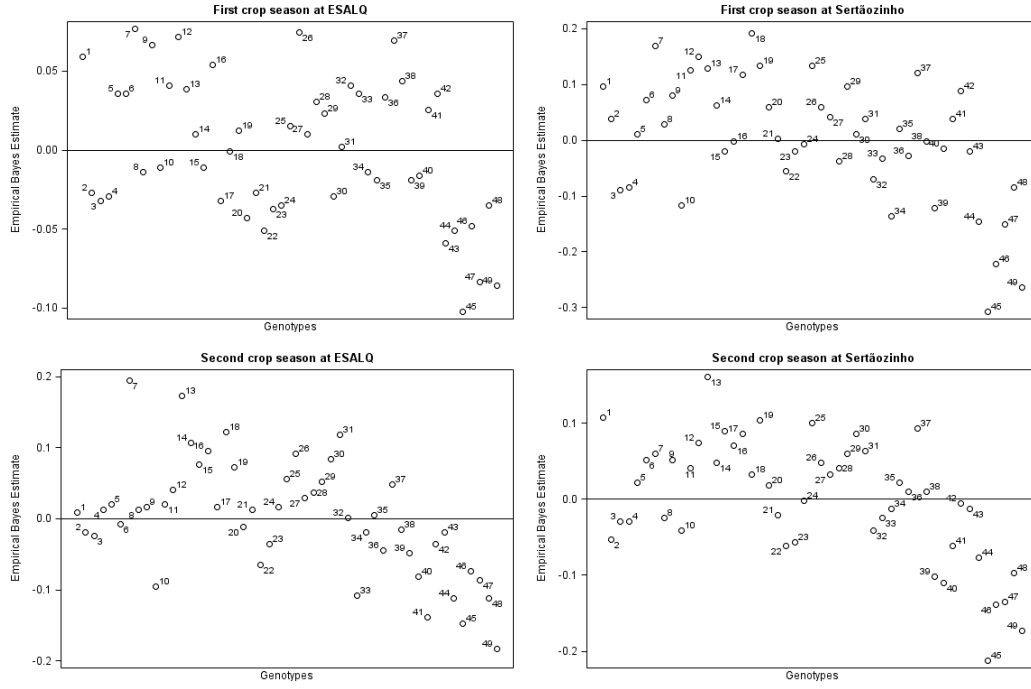 First crop season at ESALQ
Empirical Bayes Estimate
0.05
0.00
-0.05
-0.10
1 2 3 4 5 6 7 8 9 10 11 12 13 14 15 16 17 18 19 20 21 22 23 24 25 26 27 28 29 30 31 32 33 34 35 36 37 38 39 40 41 42 43 44 45 46 47 48 49
Genotypes
First crop season at Sertãozinho
Empirical Bayes Estimate
0.2
0.1
0.0
-0.1
-0.2
-0.3
1 2 3 4 5 6 7 8 9 10 11 12 13 14 15 16 17 18 19 20 21 22 23 24 25 26 27 28 29 30 31 32 33 34 35 36 37 38 39 40 41 42 43 44 45 46 47 48 49
Genotypes
Second crop season at ESALQ
Empirical Bayes Estimate
0.2
0.1
0.0
-0.1
-0.2
1 2 3 4 5 6 7 8 9 10 11 12 13 14 15 16 17 18 19 20 21 22 23 24 25 26 27 28 29 30 31 32 33 34 35 36 37 38 39 40 41 42 43 44 45 46 47 48 49
Genotypes
Second crop season at Sertãozinho
Empirical Bayes Estimate
0.1
0.0
-0.1
-0.2
1 2 3 4 5 6 7 8 9 10 11 12 13 14 15 16 17 18 19 20 21 22 23 24 25 26 27 28 29 30 31 32 33 34 35 36 37 38 39 40 41 42 43 44 45 46 47 48 49
Genotypes